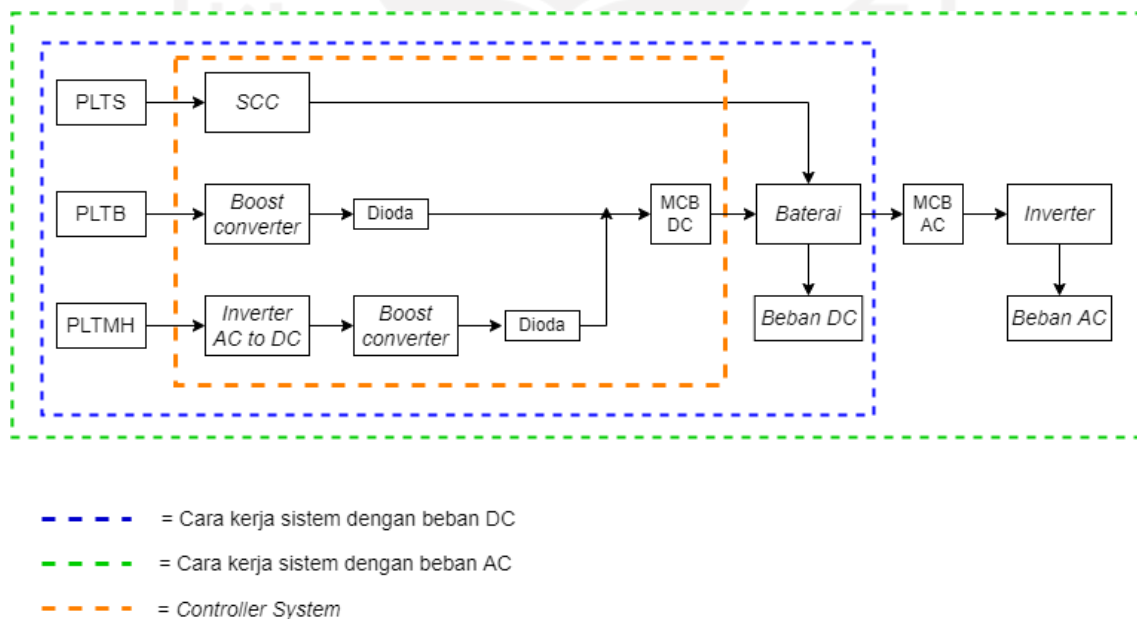 PLTS
SCC
PLTB
Boost
converter
Dioda
MCB
DC
Baterai
MCB
AC
Inverter
PLTMH
Inverter
AC to DC
Boost
converter
Dioda
Beban DC
Beban AC
= Cara kerja sistem dengan beban DC
= Cara kerja sistem dengan beban AC
= Controller System